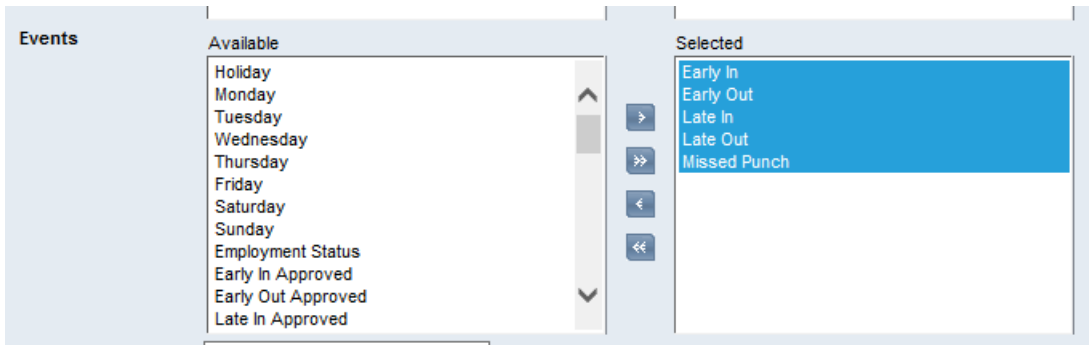 Events
Available
Holiday
Monday
Tuesday
Wednesday
Thursday
Friday
Saturday
Sunday
Employment Status
Early In Approved
Early Out Approved
Late In Approved
Selected
Early In
Early Out
Late In
Late Out
Missed Punch